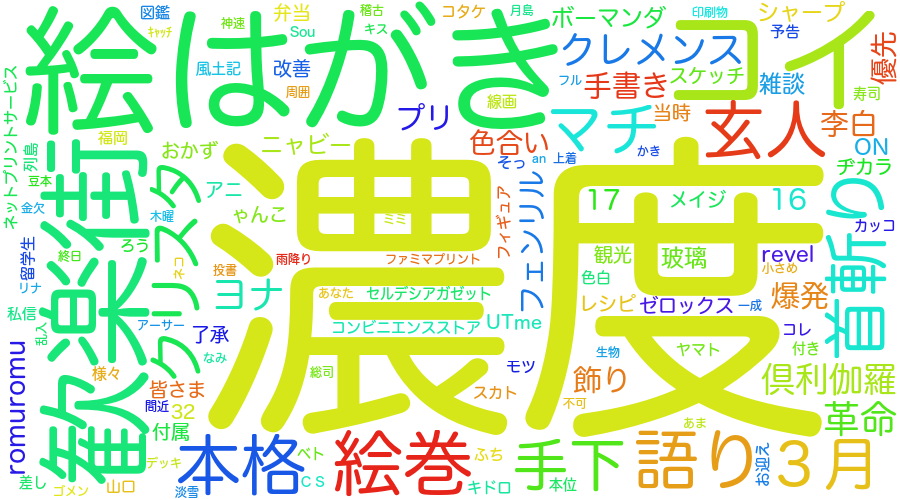 図鑑
弁当
神速
稽古
コタケ
月島
ボーマンダ
印刷物
シャープ
予告
コイ
優先
絵はがき
ｷｬｯﾁ
Sou
キス
風土記
改善
周囲
クレメンス
フル
手書き
スケッチ
雑談
寿司
線画
プリ
マチ
当時
玄人
李白
ネットプリントサービス
列島
福岡
おかず
ニャビー
色合い
そっ
an
上着
かき
ON
ヂカラ
豆本
歓楽街
クリスタ
アニ
フェンリル
17
メイジ
16
首斬り
金欠
木曜
ゃんこ
ミミ
濃度
フィギュア
カッコ
留学生
ろう
終日
ネコ
投書
雨降り
ファミマプリント
観光
玻璃
revel
小さめ
色白
リナ
ヨナ
あなた
セルデシアガゼット
レシピ
ゼロックス
一成
爆発
私信
アーサー
コンビニエンスストア
UTme
コレ
乱入
了承
なみ
生物
ヤマト
付き
romuromu
様々
総司
モツ
皆さま
スカト
飾り
倶利伽羅
間近
32
不可
付属
あま
革命
本格
ベト
絵巻
ふち
手下
語り
お迎え
３月
デッキ
差し
山口
ＣＳ
キドロ
本位
ゴメン
淡雪